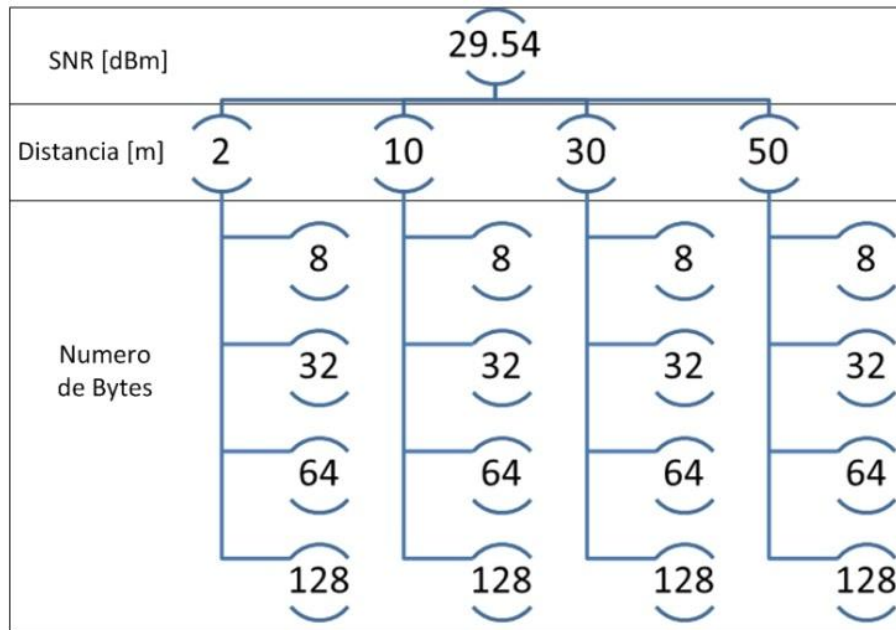 SNR [dBm]
29.54
Distancia [m]
2 10 30 50
8 8 8 8
Numero
de Bytes
32 32 32 32
64 64 64 64
128 128 128 128